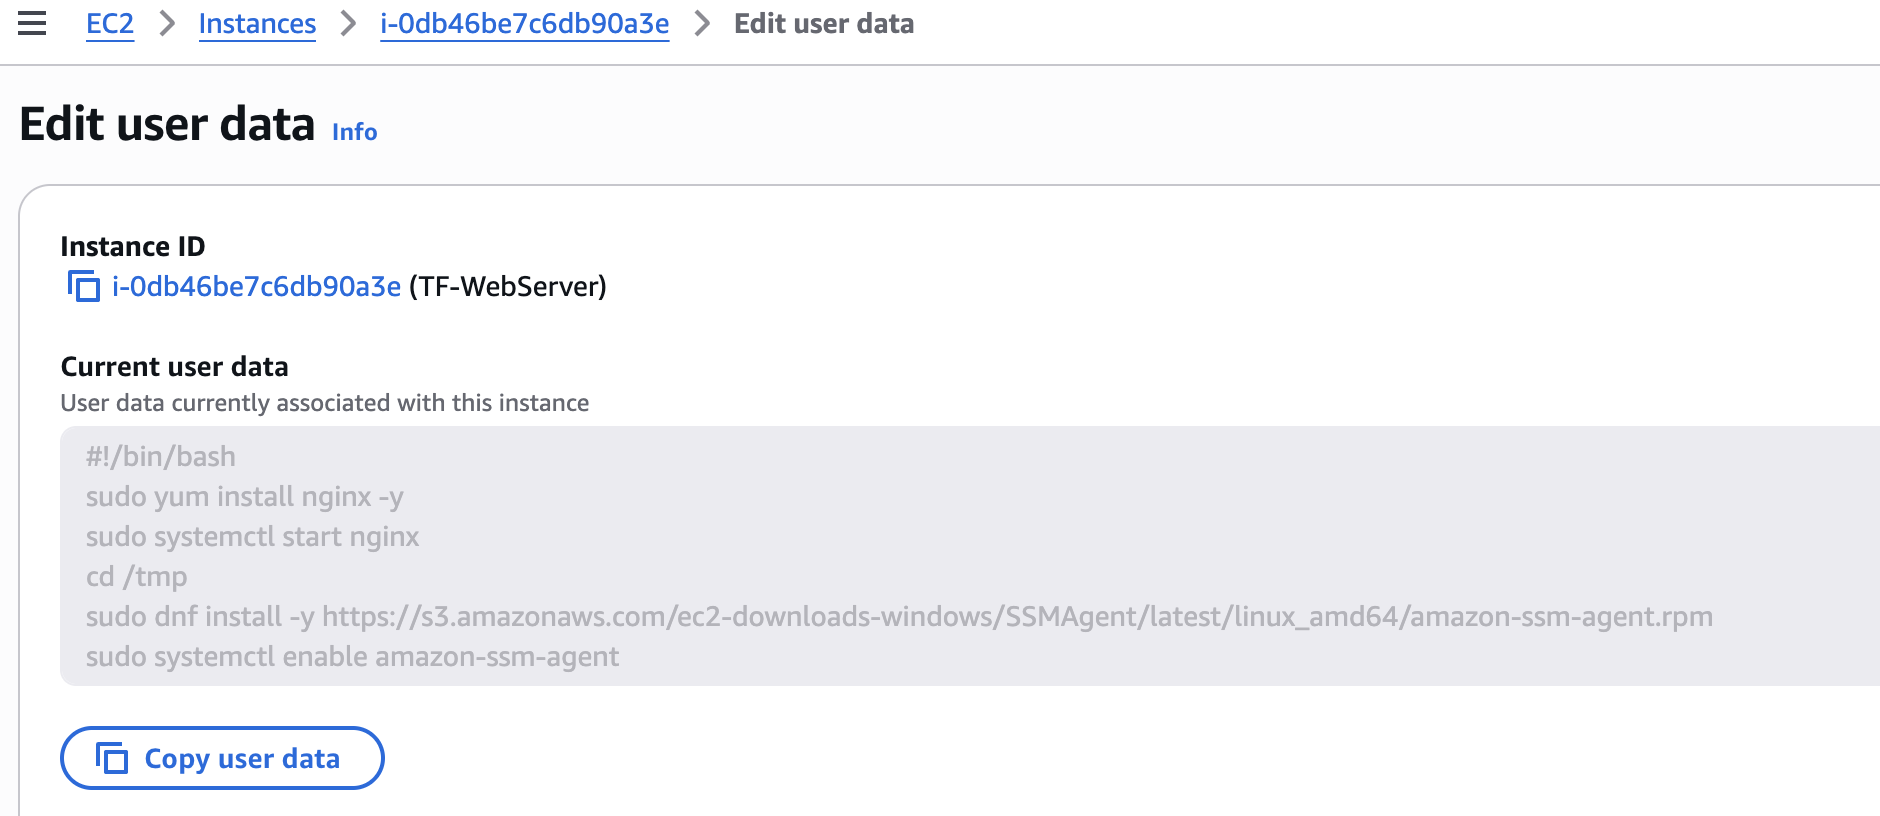 EC2 > Instances > i-0db46be7c6db90a3e > Edit user data
Edit user data Info
Instance ID
i-0db46be7c6db90a3e (TF-WebServer)
Current user data
User data currently associated with this instance
#!/bin/bash
sudo yum install nginx -y
sudo systemctl start nginx
cd /tmp
sudo dnf install -y https://s3.amazonaws.com/ec2-downloads-windows/SSMAgent/latest/linux_amd64/amazon-ssm-agent.rpm
sudo systemctl enable amazon-ssm-agent
Copy user data